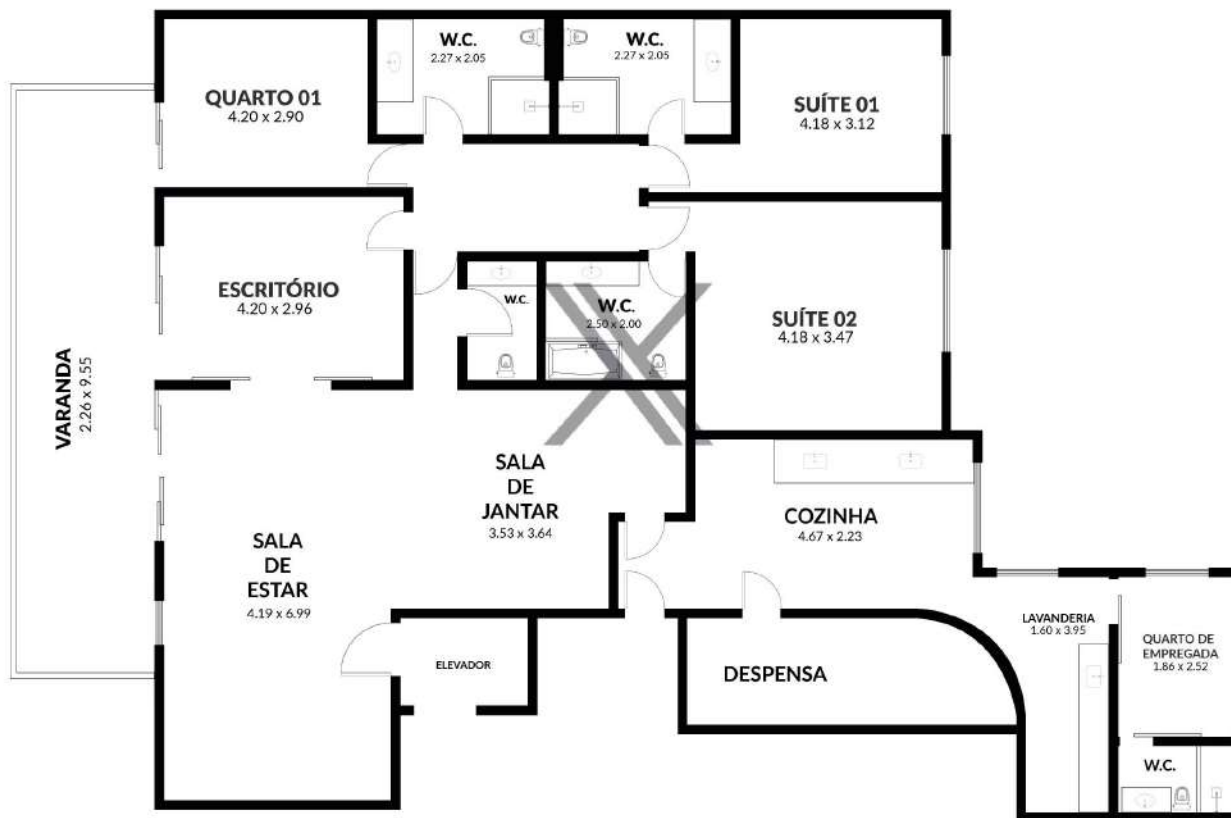 W.C.
2.27 x 2.05
W.C.
2.27 x 2.05
QUARTO 01
4.20 x 2.90
SUÍTE 01
4.18 x 3.12
ESCRITÓRIO
4.20 x 2.96
W.C.
W.C.
2.50 x 2.00
SUÍTE 02
4.18 x 3.47
VARANDA
2.26 x 9.55
SALA
DE
JANTAR
3.53 x 3.64
COZINHA
4.67 x 2.23
SALA
DE
ESTAR
4.19 x 6.99
LAVANDERIA
1.60 x 3.95
QUARTO DE
EMPREGADA
1.86 x 2.52
ELEVADOR
DESPENSA
W.C.